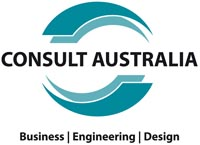 CONSULT AUSTRALIA
Business | Engineering | Design